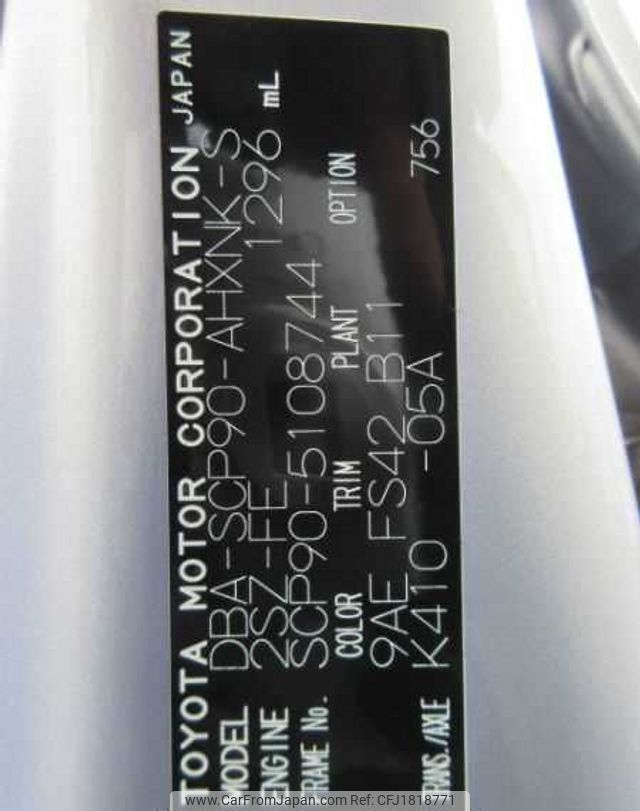 TOYOTA MOTOR CORPORATION JAPAN
MODEL DBA-SCP90-AHXNK-S
ENGINE 2SZ-FE 1296 mL
FRAME No. SCP90-5108744
COLOR TRIM PLANT OPTION
9AE FS42 B11
TRANS./AXLE K410 -05A 756
www.CarFromJapan.com Ref: CFJ1818771